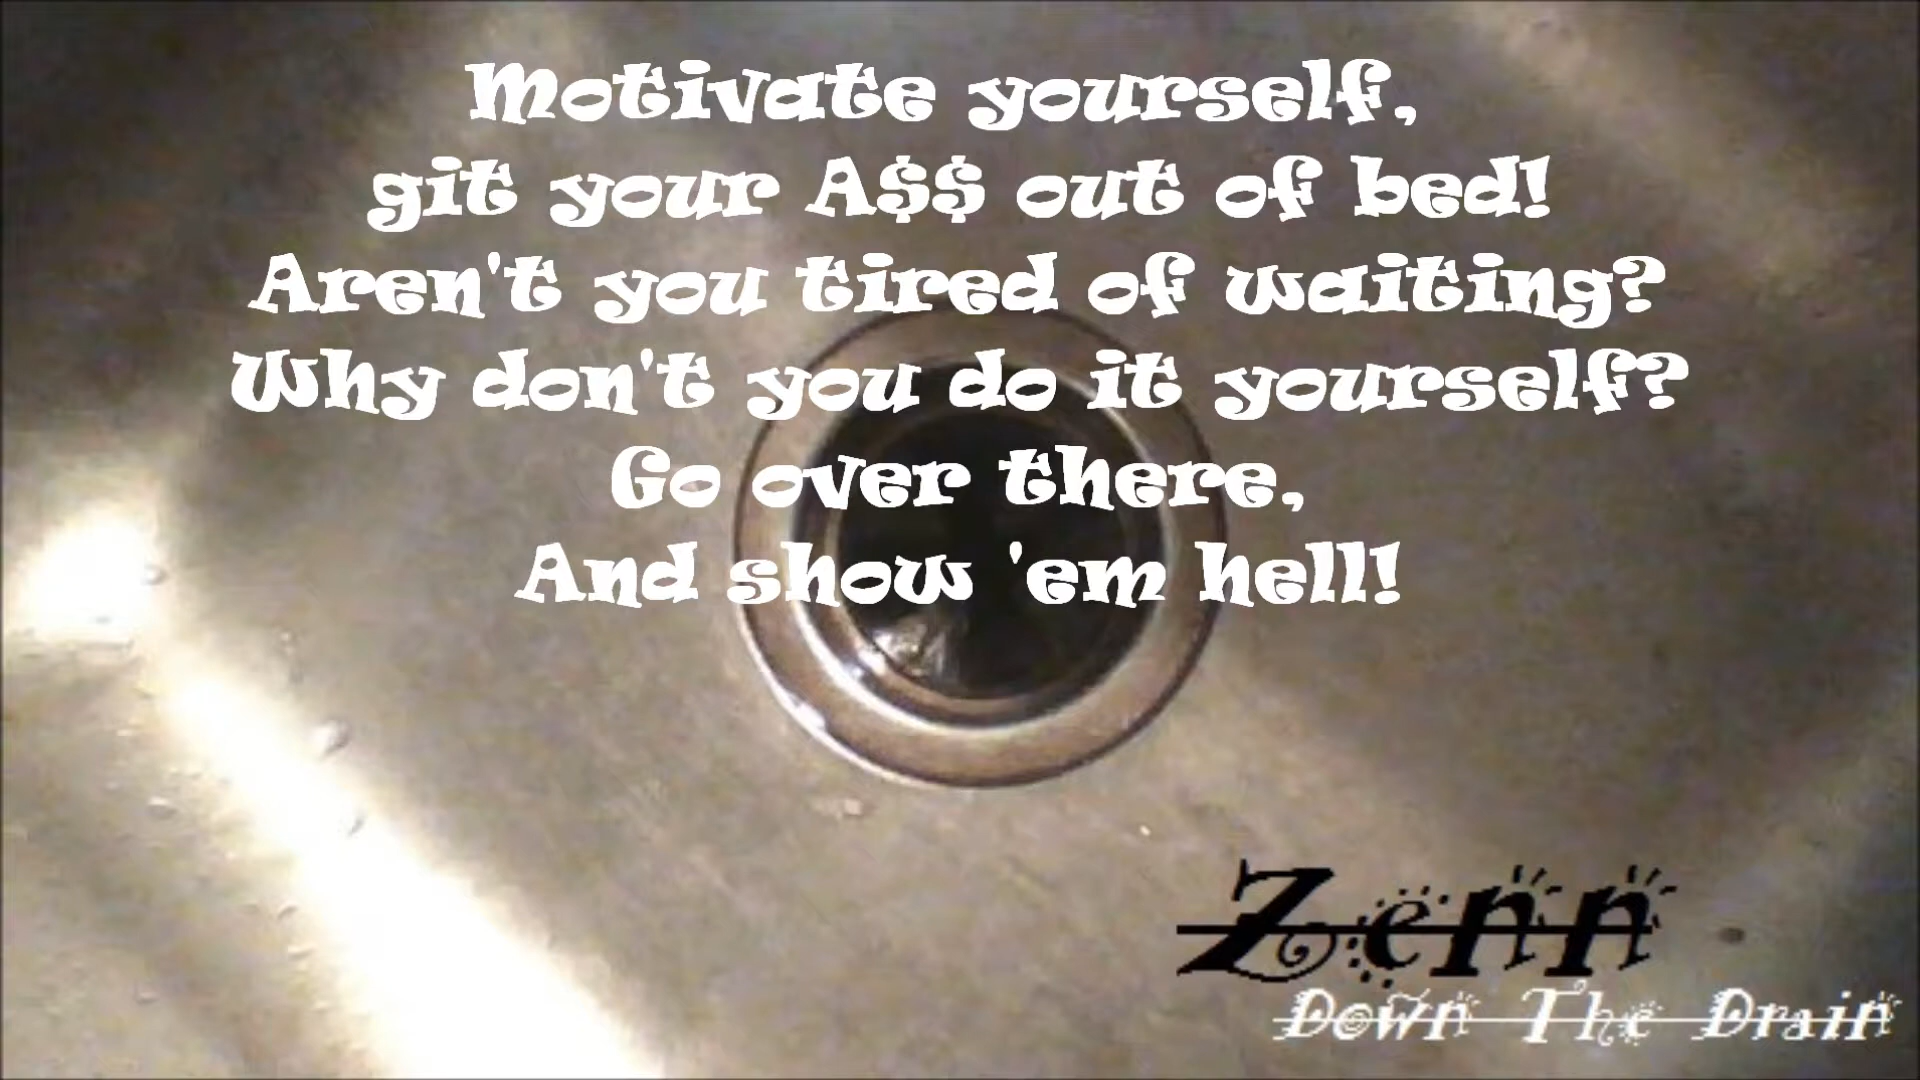 Motivate yourself,
git your A$$ out of bed!
Aren't you tired of waiting?
Why don't you do it yourself?
Go over there,
And show 'em hell!
Zenn
Down The Drain